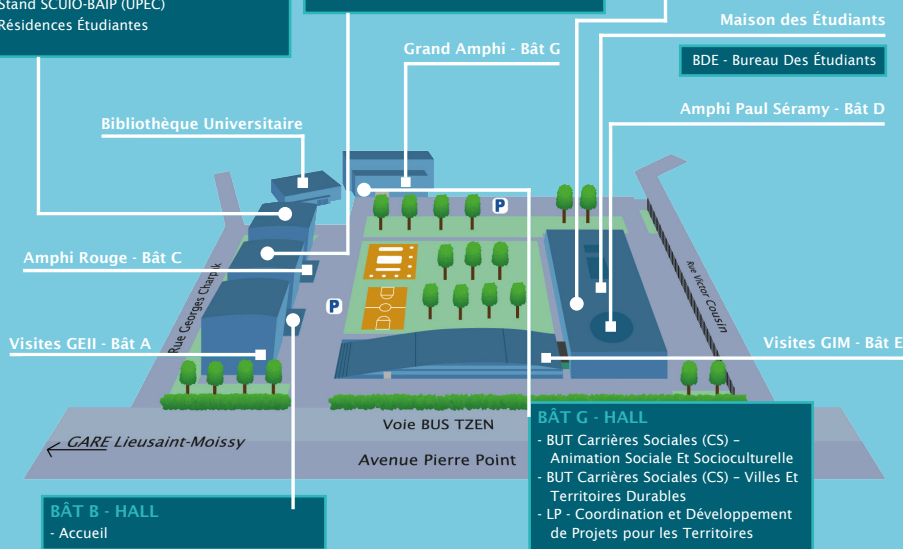 Stand SCUIO-BAIP (UPEC)
Résidences Étudiantes
Maison des Étudiants
BDE - Bureau Des Étudiants
Grand Amphi - Bât G
Amphi Paul Séramy - Bât D
Bibliothèque Universitaire
P
Amphi Rouge - Bât C
Rue Georges Charpak
Rue Victor Cousin
P
Visites GEII - Bât A
Visites GIM - Bât E
Voie BUS TZEN
GARE Lieusaint-Moissy
Avenue Pierre Point
BÂT G - HALL
- BUT Carrières Sociales (CS) –
Animation Sociale Et Socioculturelle
- BUT Carrières Sociales (CS) – Villes Et
Territoires Durables
- LP - Coordination et Développement
de Projets pour les Territoires
BÂT B - HALL
- Accueil